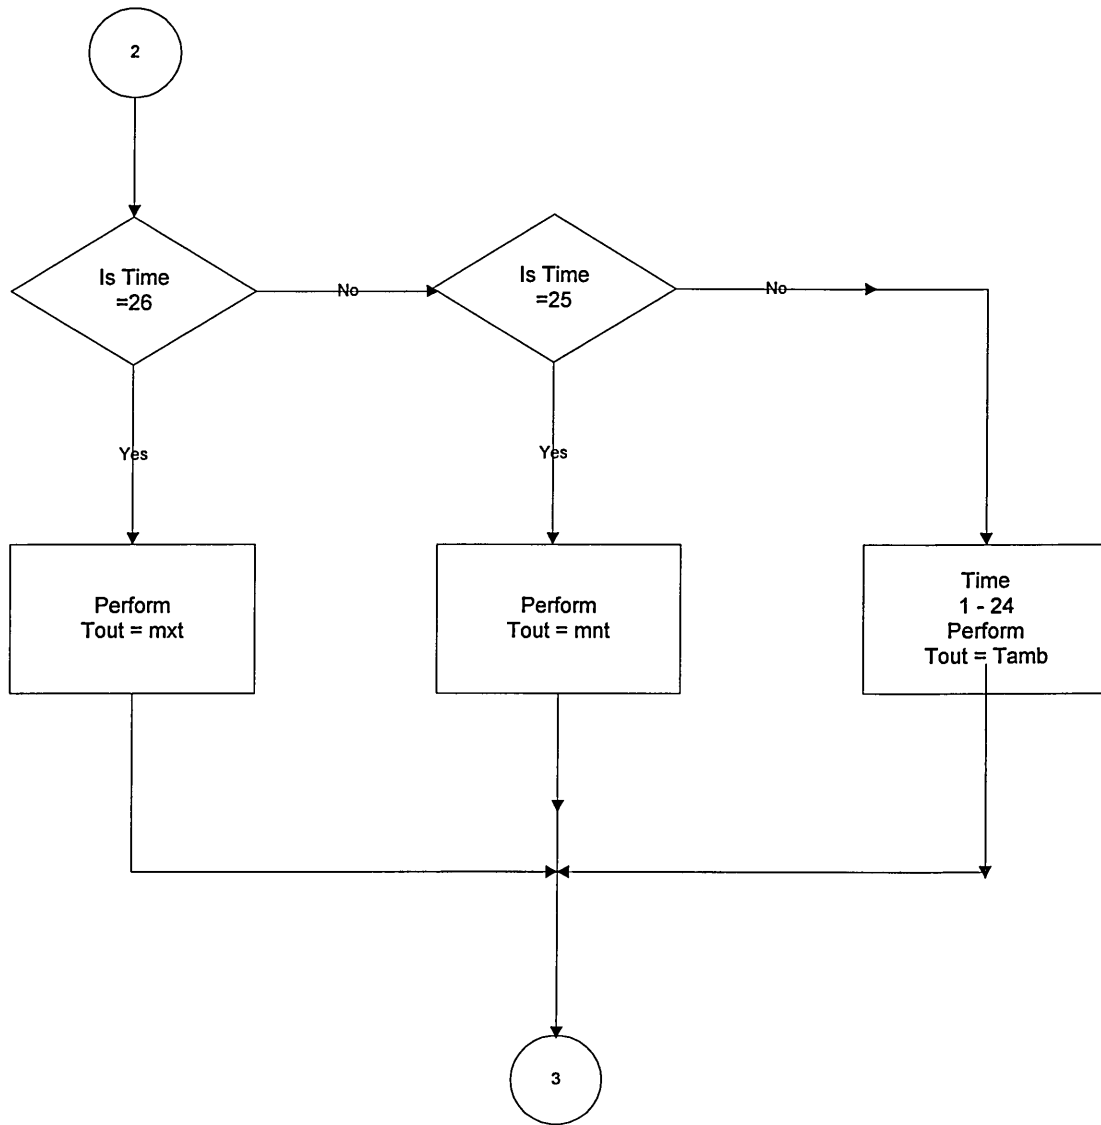 2
Is Time
=26
No
Is Time
=25
No
Yes
Yes
Perform
Tout = mxt
Perform
Tout = mnt
Time
1 - 24
Perform
Tout = Tamb
3